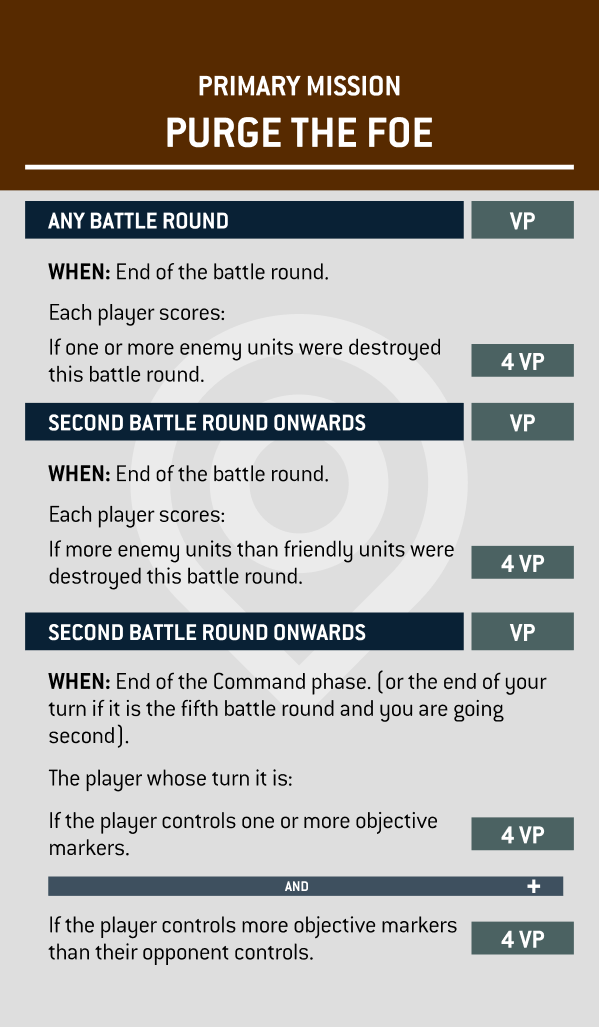 PRIMARY MISSION
PURGE THE FOE
ANY BATTLE ROUND VP
WHEN: End of the battle round.
Each player scores:
If one or more enemy units were destroyed
this battle round.
4 VP
SECOND BATTLE ROUND ONWARDS VP
WHEN: End of the battle round.
Each player scores:
If more enemy units than friendly units were
destroyed this battle round.
4 VP
SECOND BATTLE ROUND ONWARDS VP
WHEN: End of the Command phase. (or the end of your
turn if it is the fifth battle round and you are going
second).
The player whose turn it is:
If the player controls one or more objective
markers.
4 VP
AND +
If the player controls more objective markers
than their opponent controls.
4 VP